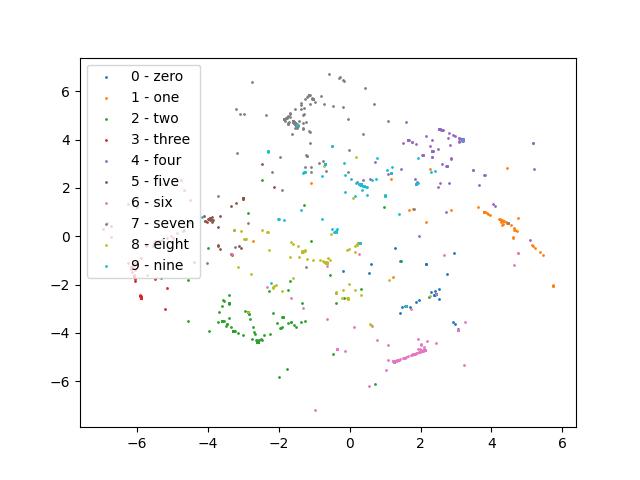 0 - zero
1 - one
2 - two
3 - three
4 - four
5 - five
6 - six
7 - seven
8 - eight
9 - nine
6
4
2
0
−2
−4
−6
−6 −4 −2 0 2 4 6